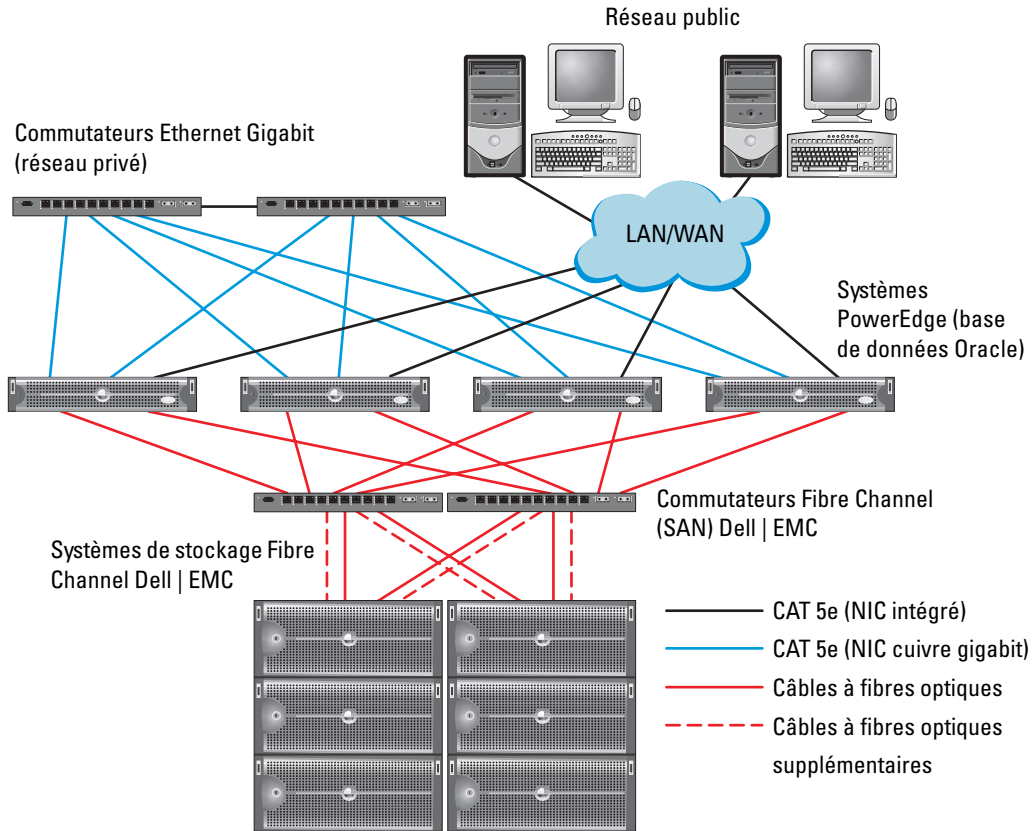 Réseau public
Commutateurs Ethernet Gigabit
(réseau privé)
LAN/WAN
Systèmes
PowerEdge (base
de données Oracle)
Commutateurs Fibre Channel
(SAN) Dell | EMC
Systèmes de stockage Fibre
Channel Dell | EMC
CAT 5e (NIC intégré)
CAT 5e (NIC cuivre gigabit)
Câbles à fibres optiques
Câbles à fibres optiques
supplémentaires